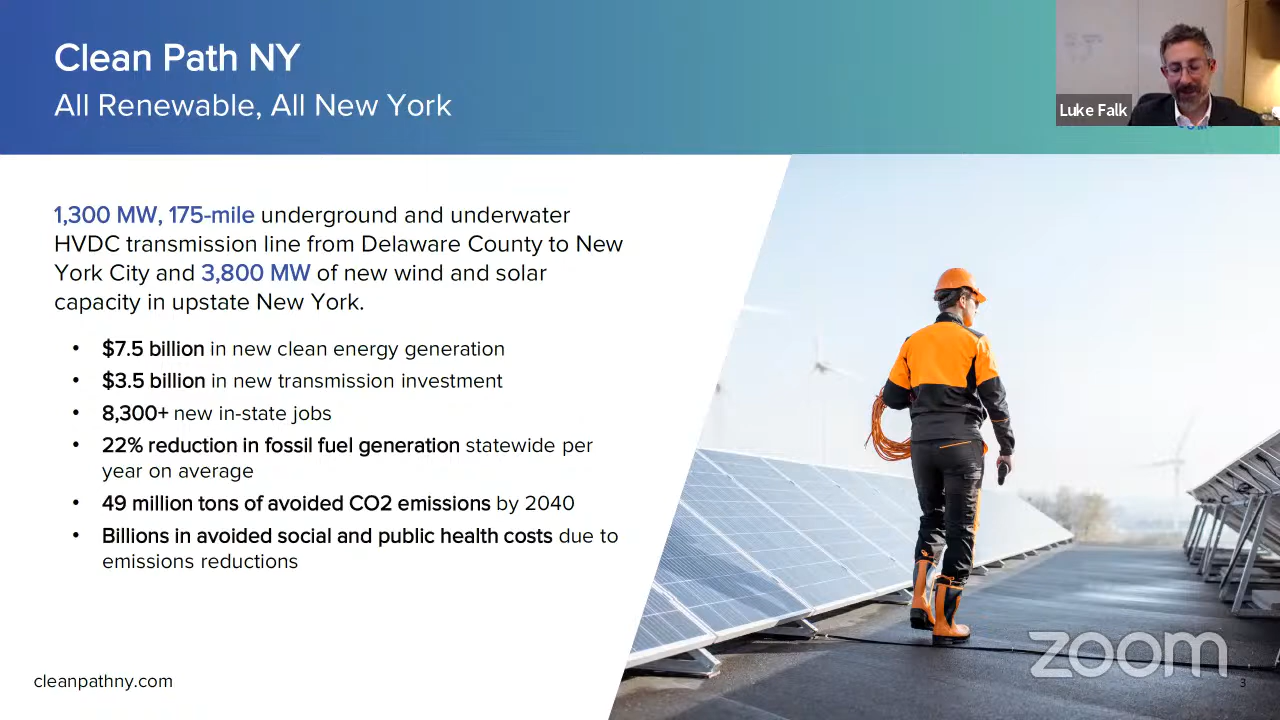 Clean Path NY
All Renewable, All New York
Luke Falk
1,300 MW, 175-mile underground and underwater
HVDC transmission line from Delaware County to New
York City and 3,800 MW of new wind and solar
capacity in upstate New York.
• $7.5 billion in new clean energy generation
• $3.5 billion in new transmission investment
• 8,300+ new in-state jobs
• 22% reduction in fossil fuel generation statewide per
year on average
• 49 million tons of avoided CO2 emissions by 2040
• Billions in avoided social and public health costs due to
emissions reductions
zoom
cleanpathny.com
3